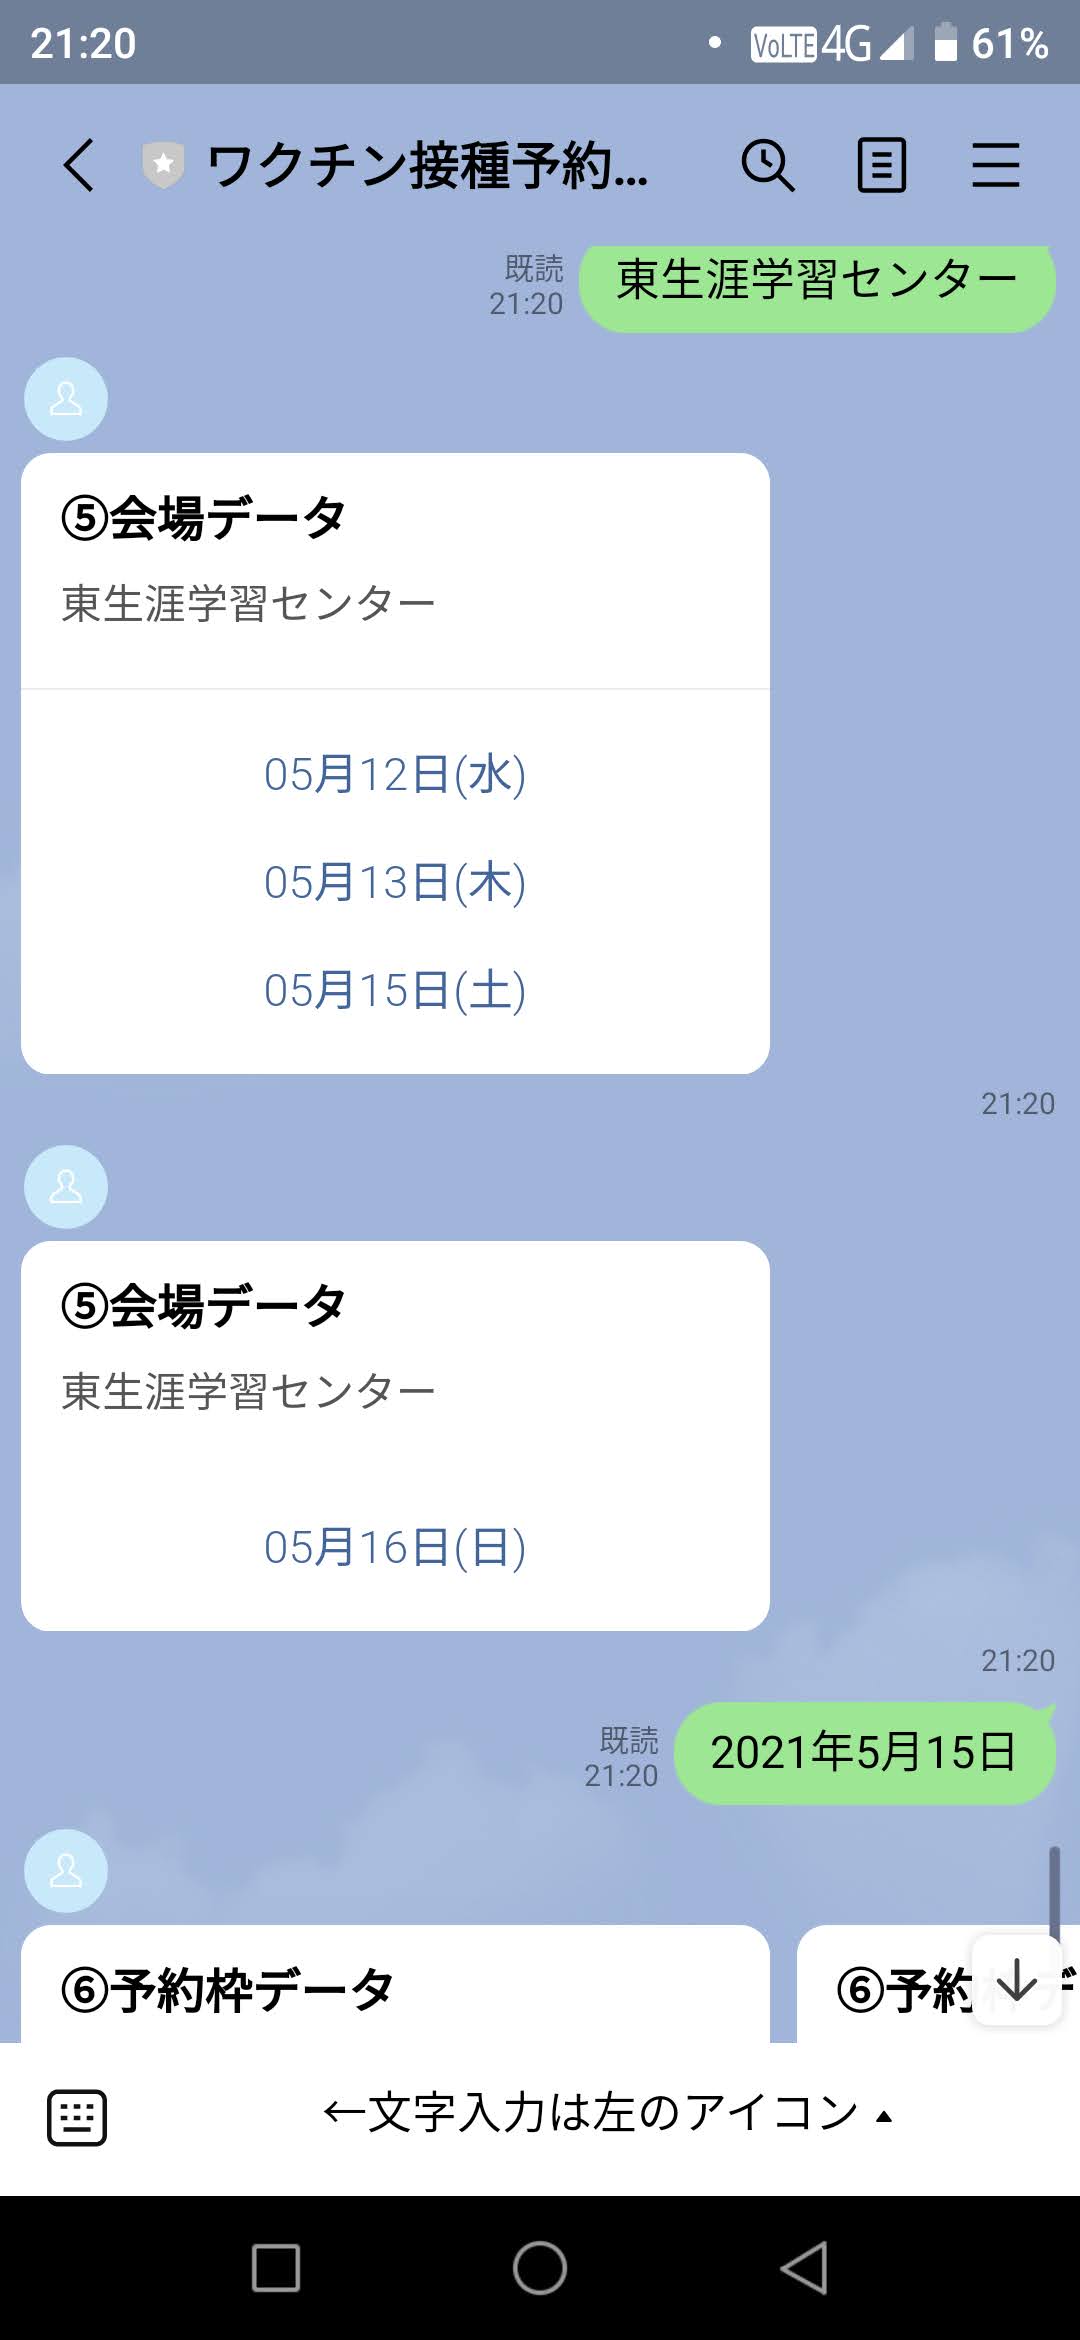 21:20
VoLTE 4G 61%
ワクチン接種予約...
既読
21:20
東生涯学習センター
⑤会場データ
東生涯学習センター
05月12日(水)
05月13日(木)
05月15日(土)
21:20
⑤会場データ
東生涯学習センター
05月16日(日)
21:20
既読
21:20
2021年5月15日
⑥予約枠データ
⑥予約枠デ
←文字入力は左のアイコン▲